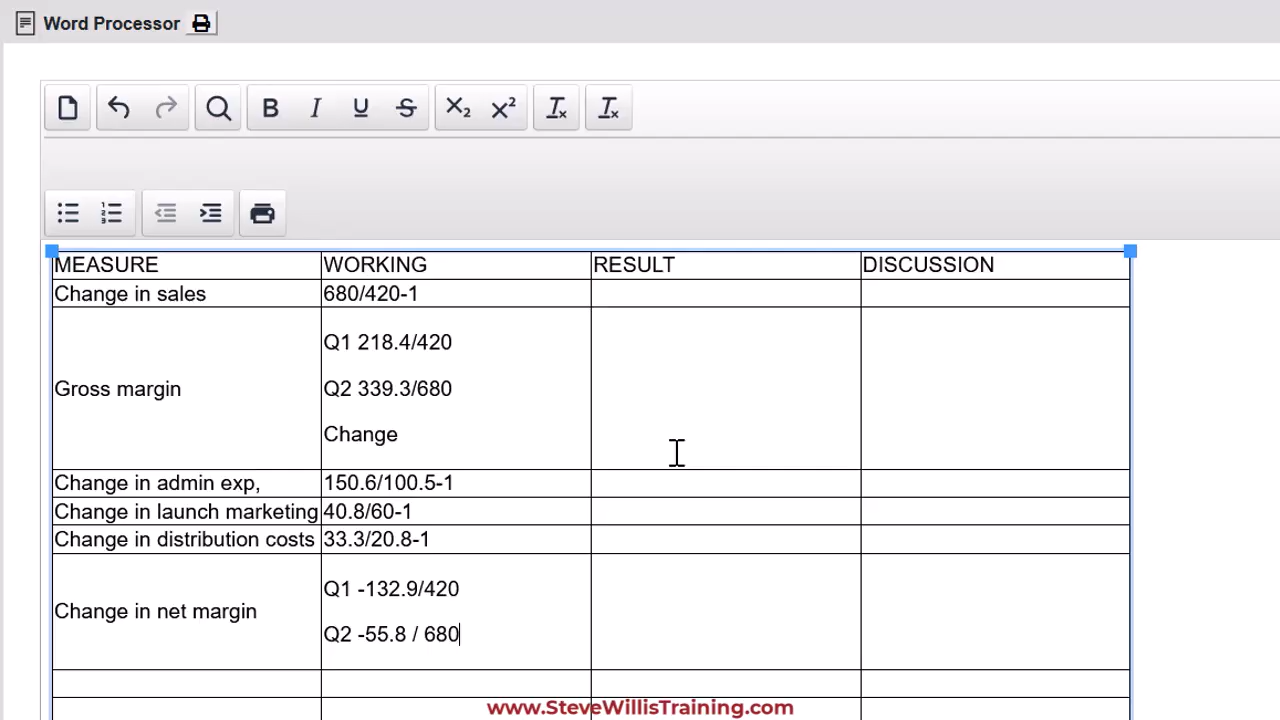 Word Processor
MEASURE WORKING RESULT DISCUSSION
Change in sales 680/420-1
Gross margin
Q1 218.4/420
Q2 339.3/680
Change
Change in admin exp, 150.6/100.5-1
Change in launch marketing 40.8/60-1
Change in distribution costs 33.3/20.8-1
Change in net margin
Q1 -132.9/420
Q2 -55.8 / 680
www.SteveWillisTraining.com